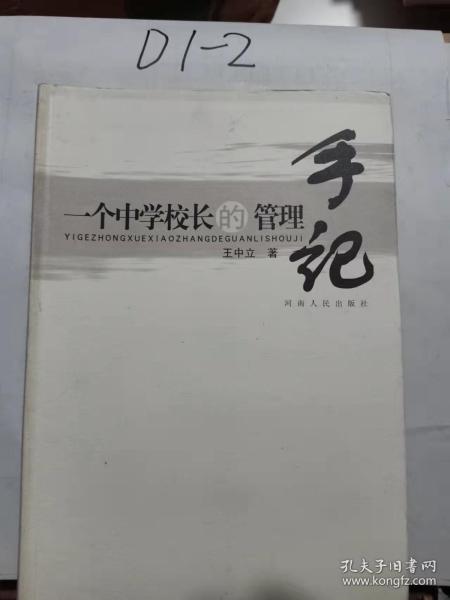 D1-2
一个中学校长的管理
手记
YIGEZHONGXUEXIAOZHANGDEGUANLISHOUJI
王中立 著
河南人民出版社
孔夫子旧书网
www.kongfz.com